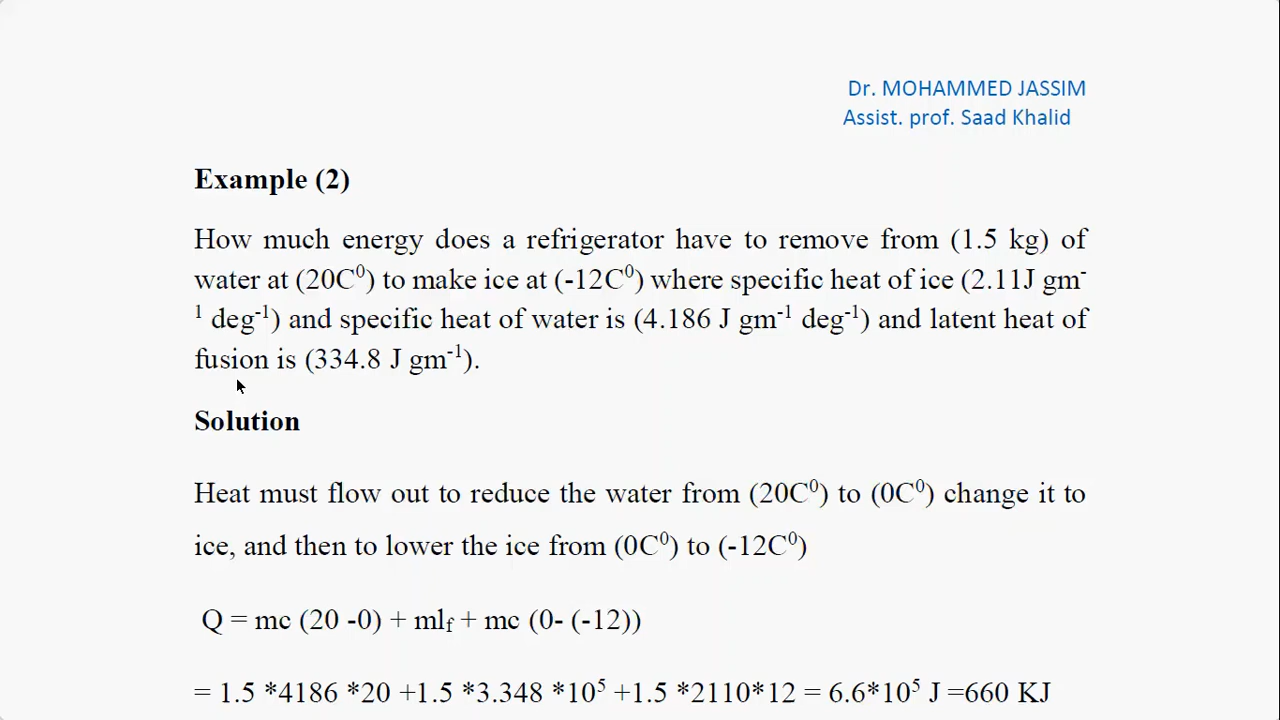 Dr. MOHAMMED JASSIM
Assist. prof. Saad Khalid
Example (2)
How much energy does a refrigerator have to remove from (1.5 kg) of
water at (20C⁰) to make ice at (-12C⁰) where specific heat of ice (2.11J gm⁻
¹ deg⁻¹) and specific heat of water is (4.186 J gm⁻¹ deg⁻¹) and latent heat of
fusion is (334.8 J gm⁻¹).
Solution
Heat must flow out to reduce the water from (20C⁰) to (0C⁰) change it to
ice, and then to lower the ice from (0C⁰) to (-12C⁰)
Q = mc (20 -0) + mlf + mc (0- (-12))
= 1.5 *4186 *20 +1.5 *3.348 *10⁵ +1.5 *2110*12 = 6.6*10⁵ J =660 KJ